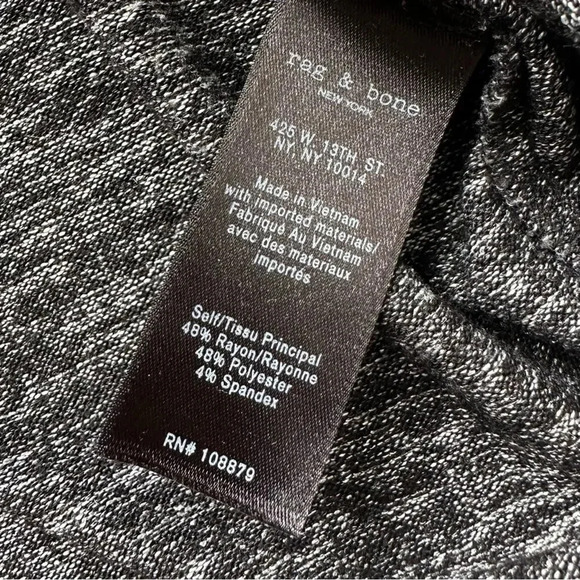 rag & bone
NEW YORK
425 W. 13TH ST.
NY, NY 10014
Made in Vietnam
with imported materials/
Fabriqué Au Vietnam
avec des materiaux
importés
Self/Tissu Principal
48% Rayon/Rayonne
48% Polyester
4% Spandex
RN# 108879